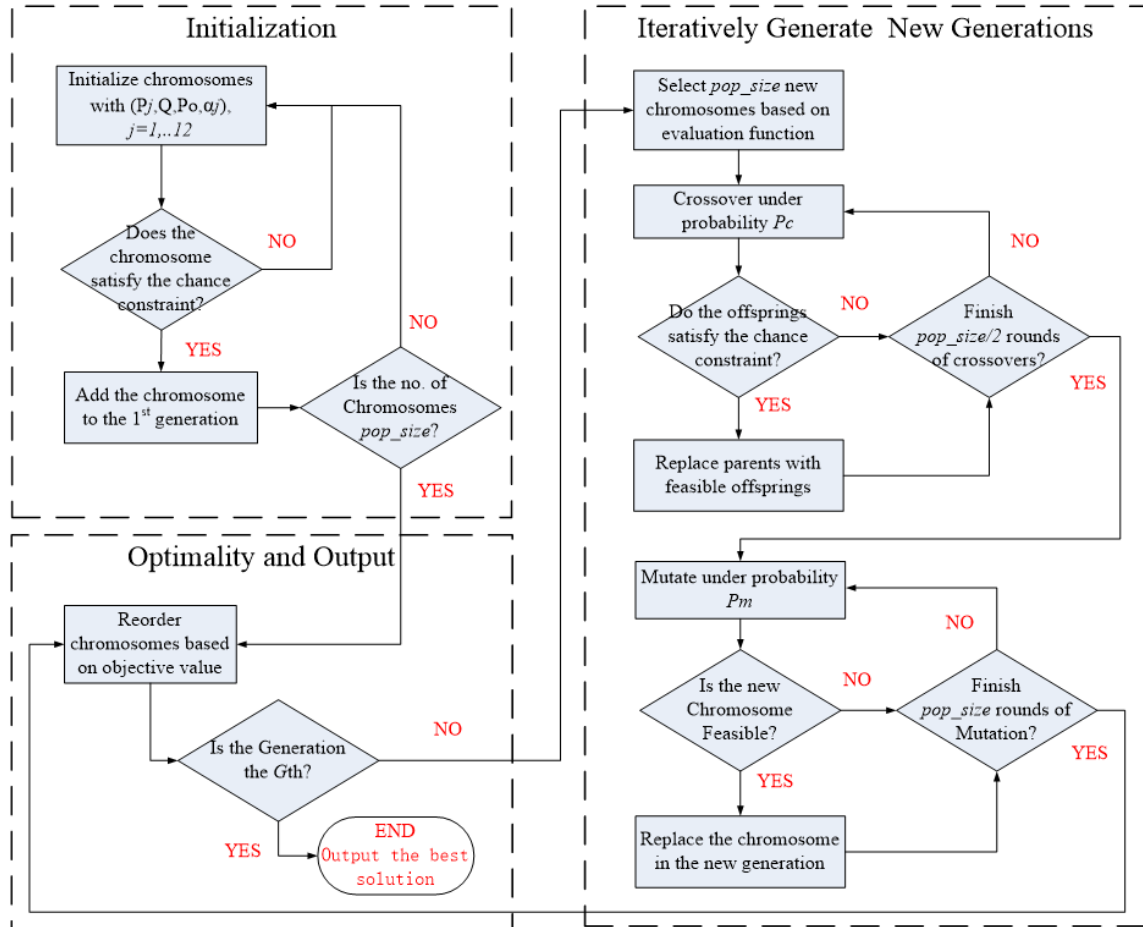 Initialization
Initialize chromosomes
with (Pj,Q,Po,αj),
j=1,..12
Does the
chromosome
satisfy the chance
constraint?
NO
YES
Add the chromosome
to the 1st generation
Is the no. of
Chromosomes
pop_size?
NO
YES
Optimality and Output
Reorder
chromosomes based
on objective value
Is the Generation
the Gth?
NO
YES
END
Output the best
solution
Iteratively Generate New Generations
Select pop_size new
chromosomes based on
evaluation function
Crossover under
probability Pc
Do the offsprings
satisfy the chance
constraint?
NO
YES
Replace parents with
feasible offsprings
Finish
pop_size/2 rounds
of crossovers?
NO
YES
Mutate under probability
Pm
Is the new
Chromosome
Feasible?
NO
YES
Replace the chromosome
in the new generation
Finish
pop_size rounds of
Mutation?
NO
YES